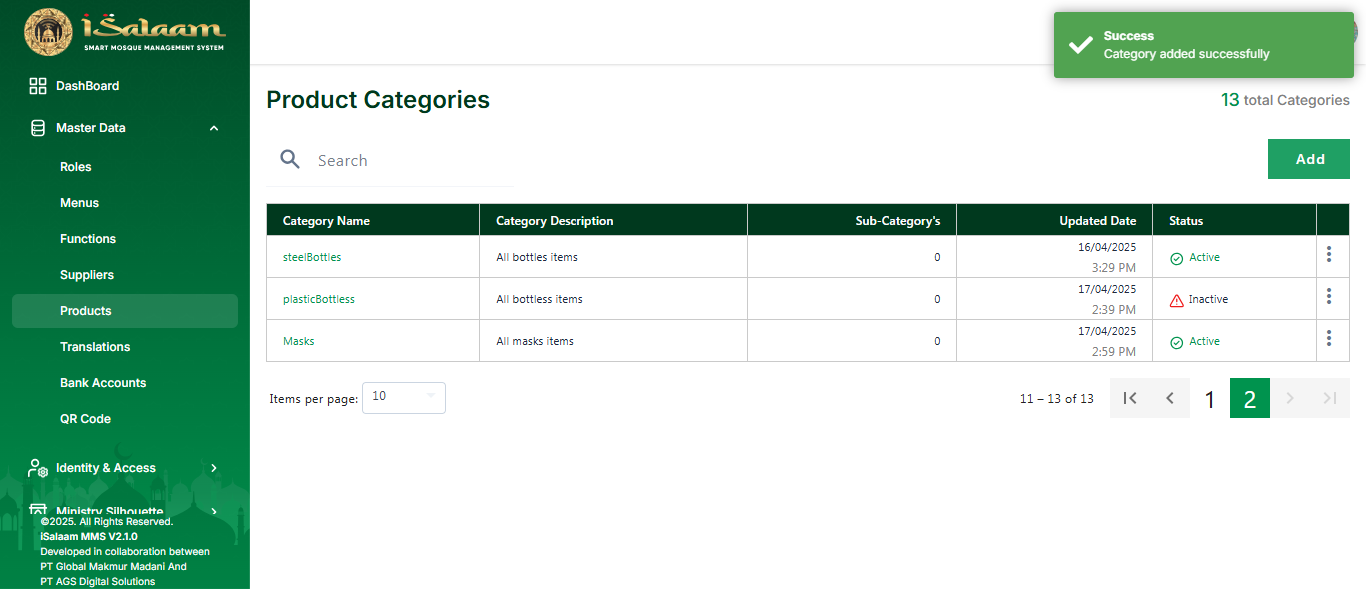 iSalaam
SMART MOSQUE MANAGEMENT SYSTEM
DashBoard
Master Data
Roles
Menus
Functions
Suppliers
Products
Translations
Bank Accounts
QR Code
Identity & Access
Ministry Silhouette
©2025. All Rights Reserved.
iSalaam MMS V2.1.0
Developed in collaboration between
PT Global Makmur Madani And
PT AGS Digital Solutions
Success
Category added successfully
Product Categories
13 total Categories
Search
Add
Category Name Category Description Sub-Category's Updated Date Status
steelBottles All bottles items 0 16/04/2025 3:29 PM Active
plasticBottless All bottless items 0 17/04/2025 2:39 PM Inactive
Masks All masks items 0 17/04/2025 2:59 PM Active
Items per page: 10 11 – 13 of 13 1 2